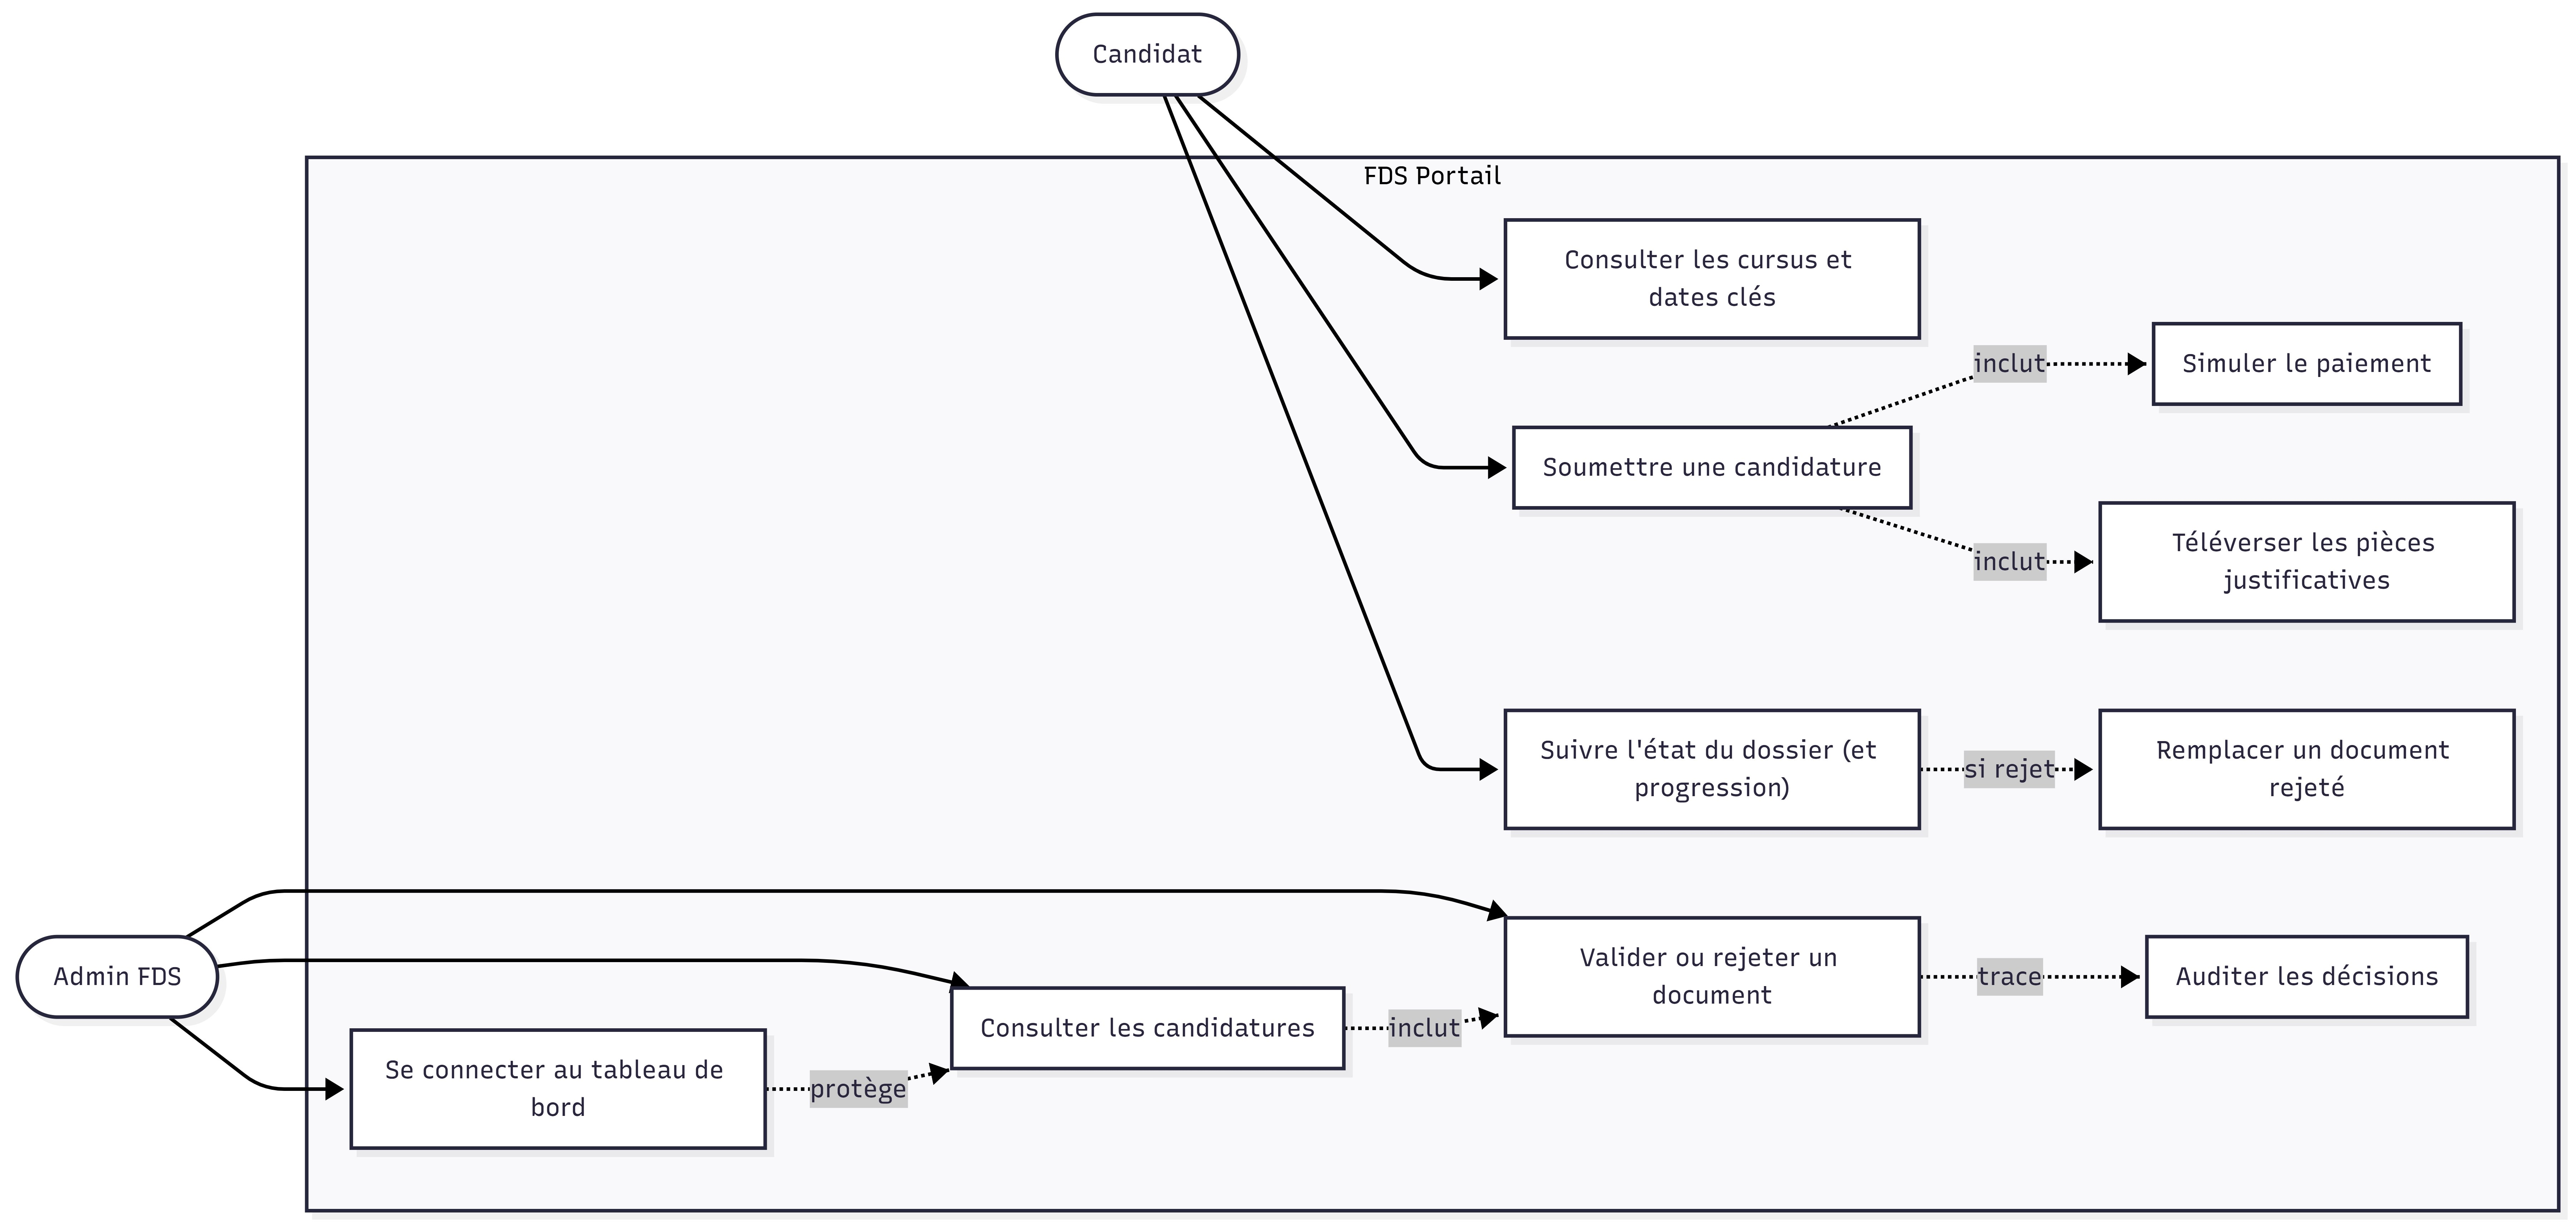 Candidat
FDS Portail
Consulter les cursus et
dates clés
inclut
Simuler le paiement
Soumettre une candidature
inclut
Téléverser les pièces
justificatives
Suivre l'état du dossier (et
progression)
si rejet
Remplacer un document
rejeté
Admin FDS
Valider ou rejeter un
document
trace
Auditer les décisions
Consulter les candidatures
inclut
Se connecter au tableau de
bord
protège